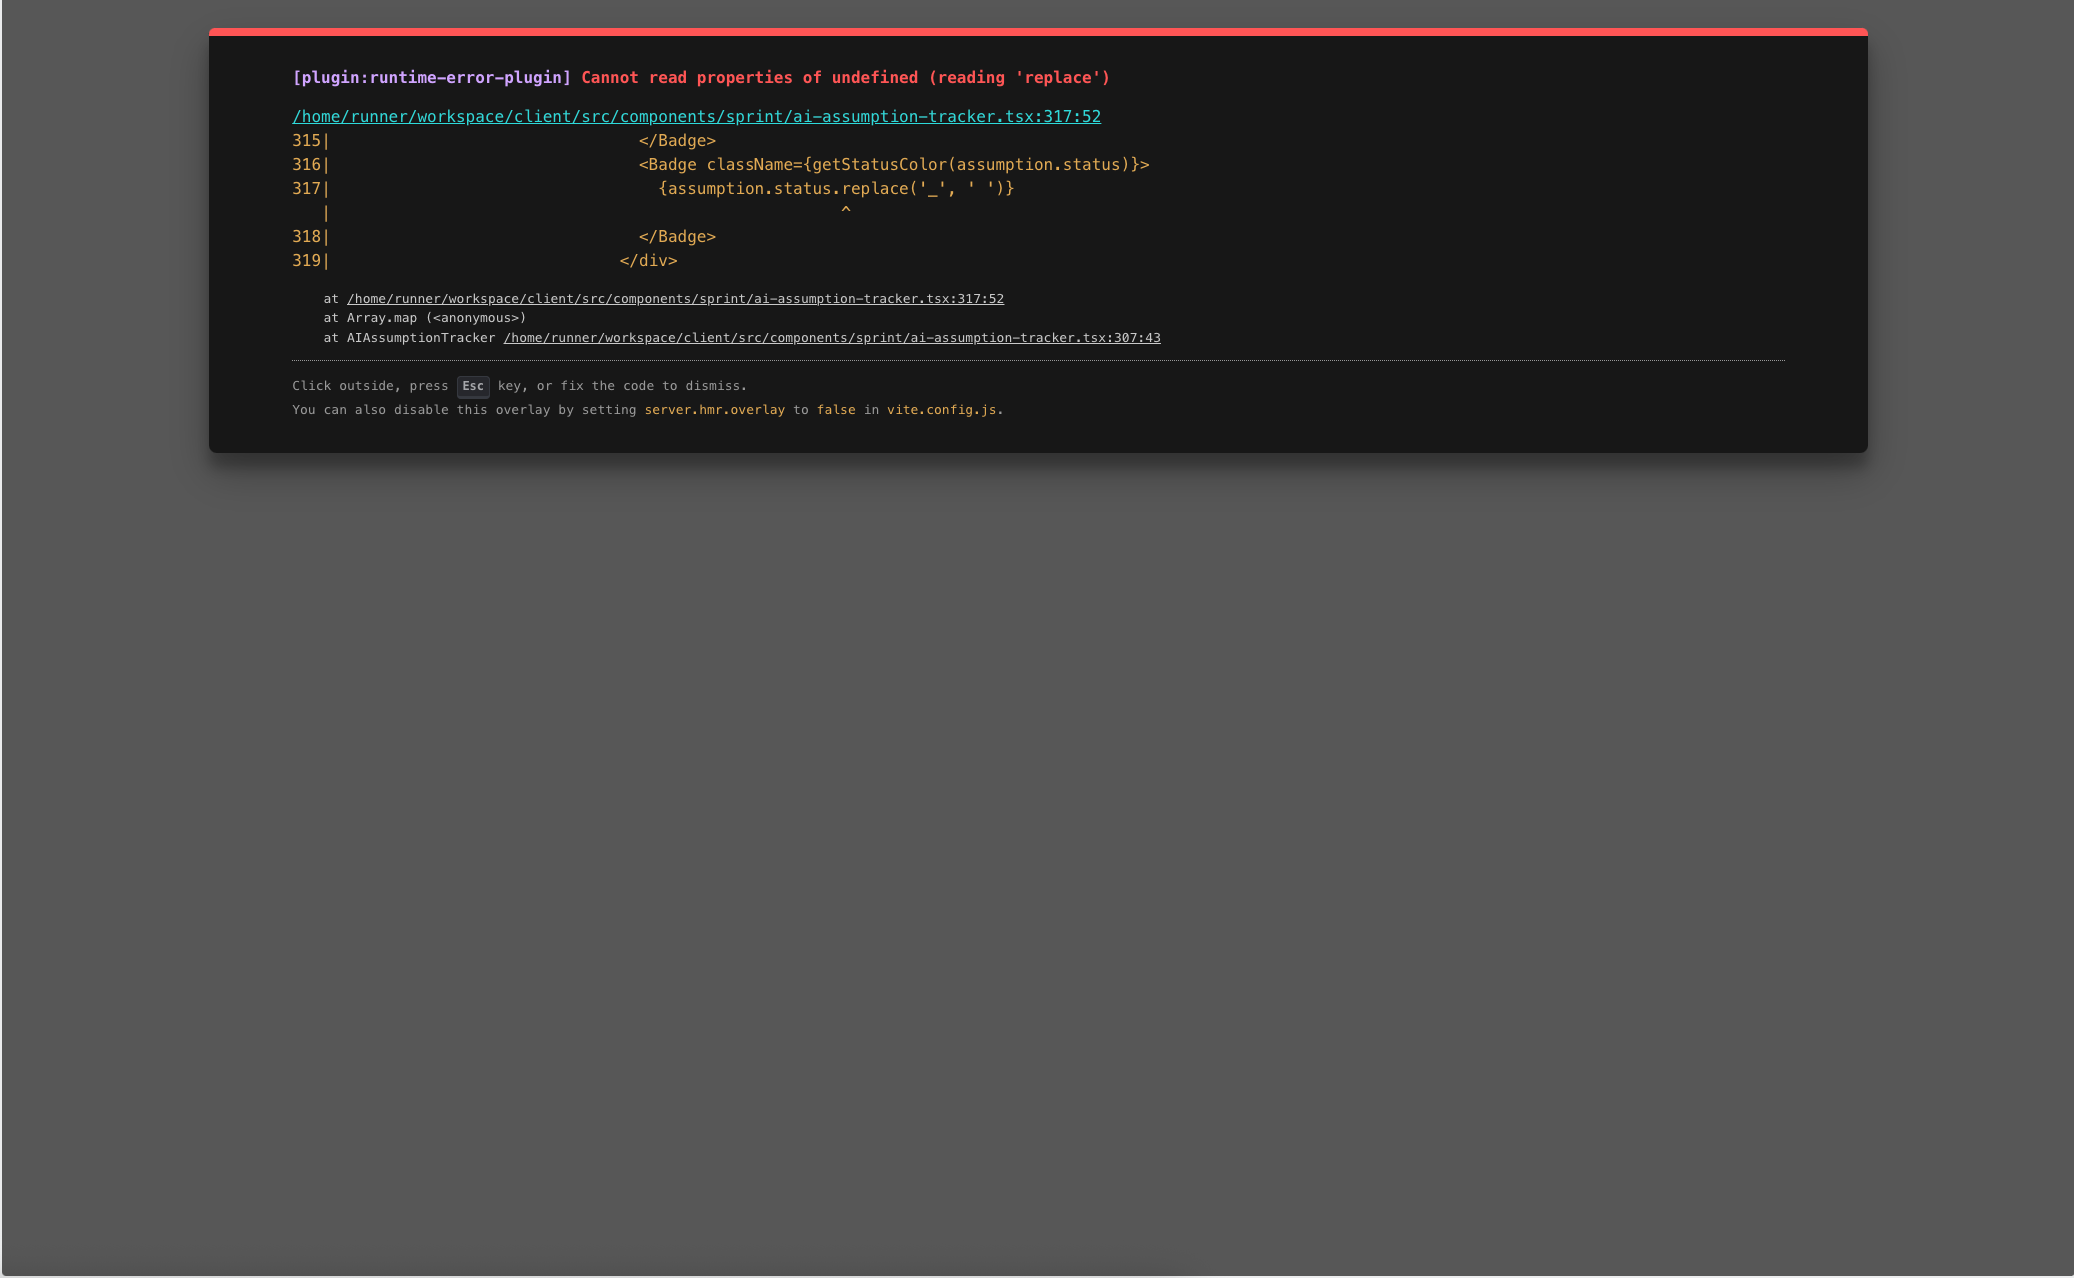 [plugin:runtime-error-plugin] Cannot read properties of undefined (reading 'replace')
/home/runner/workspace/client/src/components/sprint/ai-assumption-tracker.tsx:317:52
315|                                </Badge>
316|                                <Badge className={getStatusColor(assumption.status)}>
317|                                  {assumption.status.replace('_', ' ')}
   |                                                     ^
318|                                </Badge>
319|                              </div>
at /home/runner/workspace/client/src/components/sprint/ai-assumption-tracker.tsx:317:52
at Array.map (<anonymous>)
at AIAssumptionTracker /home/runner/workspace/client/src/components/sprint/ai-assumption-tracker.tsx:307:43
Click outside, press Esc key, or fix the code to dismiss.
You can also disable this overlay by setting server.hmr.overlay to false in vite.config.js.